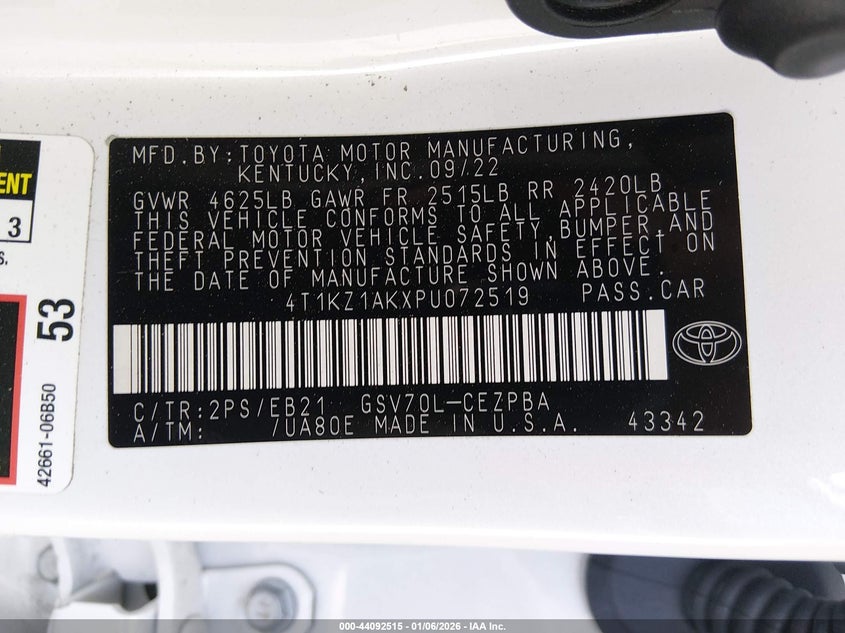 MFD.BY:TOYOTA MOTOR MANUFACTURING,
KENTUCKY,INC.09/22
GVWR 4625LB GAWR FR 2515LB RR 2420LB
THIS VEHICLE CONFORMS TO ALL APPLICABLE
FEDERAL MOTOR VEHICLE SAFETY,BUMPER,AND
THEFT PREVENTION STANDARDS IN EFFECT ON
THE DATE OF MANUFACTURE SHOWN ABOVE.
4T1KZ1AKXPU072519 PASS.CAR
C/TR:2PS/EB21 GSV70L-CEZPBA
A/TM: /UA80E MADE IN U.S.A. 43342
3
53
42661-06B50
000-44092515 - 01/06/2026 - IAA Inc.